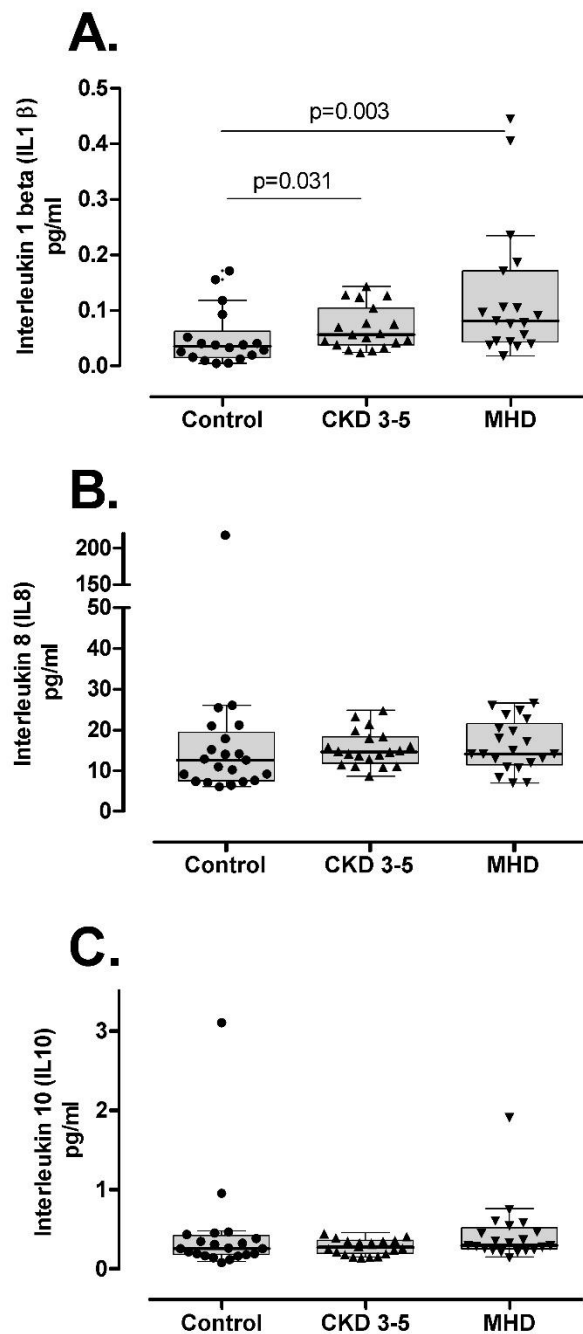 A.
Interleukin 1 beta (IL1 β)
pg/ml
0.5
0.4
0.3
0.2
0.1
0.0
p=0.003
p=0.031
Control CKD 3-5 MHD
B.
Interleukin 8 (IL8)
pg/ml
200
150
50
40
30
20
10
0
Control CKD 3-5 MHD
C.
Interleukin 10 (IL10)
pg/ml
3
2
1
0
Control CKD 3-5 MHD